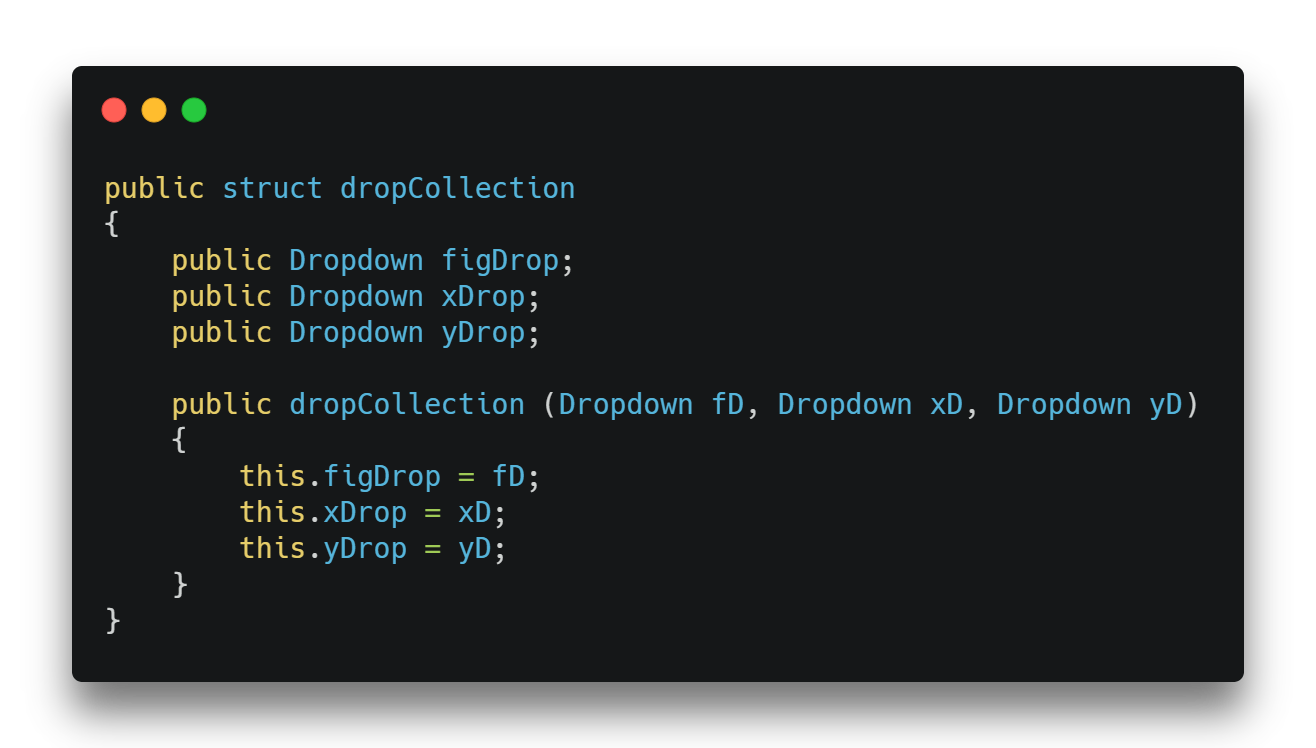 public struct dropCollection
{
    public Dropdown figDrop;
    public Dropdown xDrop;
    public Dropdown yDrop;

    public dropCollection (Dropdown fD, Dropdown xD, Dropdown yD)
    {
        this.figDrop = fD;
        this.xDrop = xD;
        this.yDrop = yD;
    }
}